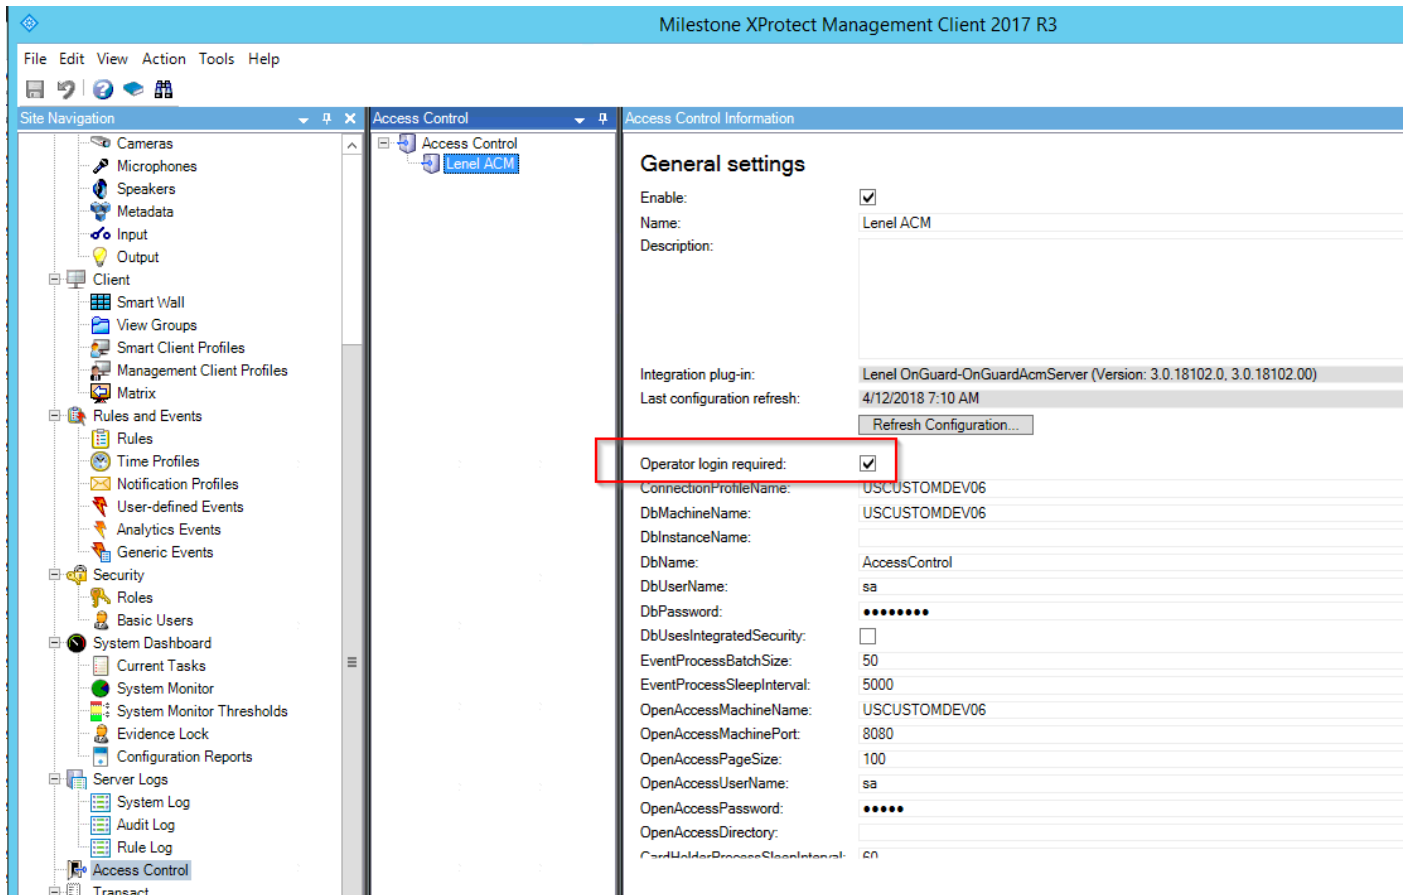 Milestone XProtect Management Client 2017 R3
File Edit View Action Tools Help
Site Navigation
Cameras
Microphones
Speakers
Metadata
Input
Output
Client
Smart Wall
View Groups
Smart Client Profiles
Management Client Profiles
Matrix
Rules and Events
Rules
Time Profiles
Notification Profiles
User-defined Events
Analytics Events
Generic Events
Security
Roles
Basic Users
System Dashboard
Current Tasks
System Monitor
System Monitor Thresholds
Evidence Lock
Configuration Reports
Server Logs
System Log
Audit Log
Rule Log
Access Control
Transact
Access Control
Access Control
Lenel ACM
Access Control Information
General settings
Enable:
Name: Lenel ACM
Description:
Integration plug-in: Lenel OnGuard-OnGuardAcmServer (Version: 3.0.18102.0, 3.0.18102.00)
Last configuration refresh: 4/12/2018 7:10 AM
Refresh Configuration...
Operator login required:
ConnectionProfileName: USCUSTOMDEV06
DbMachineName: USCUSTOMDEV06
DbInstanceName:
DbName: AccessControl
DbUserName: sa
DbPassword: ●●●●●●●●
DbUsesIntegratedSecurity:
EventProcessBatchSize: 50
EventProcessSleepInterval: 5000
OpenAccessMachineName: USCUSTOMDEV06
OpenAccessMachinePort: 8080
OpenAccessPageSize: 100
OpenAccessUserName: sa
OpenAccessPassword: ●●●●●
OpenAccessDirectory:
CardHolderProcessSleepInterval: 60